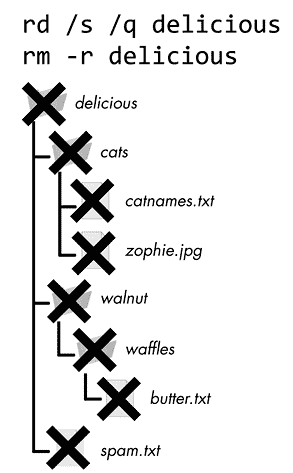 rd /s /q delicious
rm -r delicious
delicious
cats
catnames.txt
zophie.jpg
walnut
waffles
butter.txt
spam.txt